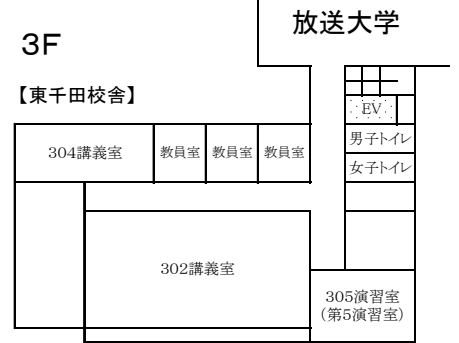 放送大学
3F
【東千田校舎】
EV
304講義室
教員室
教員室
教員室
男子トイレ
女子トイレ
302講義室
305演習室
（第5演習室）